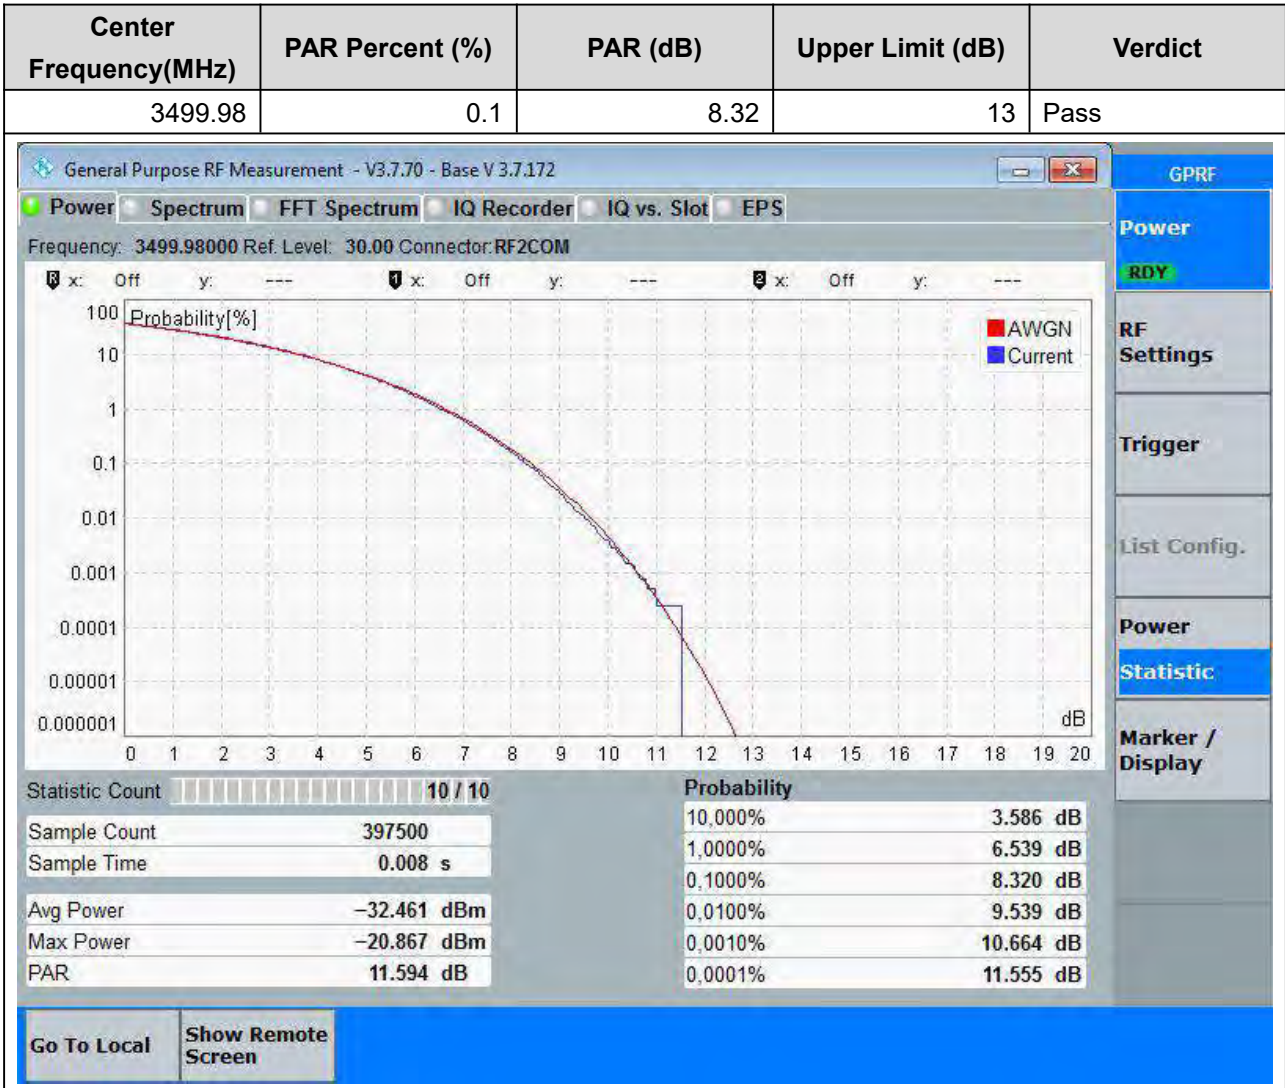 Center Frequency(MHz) PAR Percent (%) PAR (dB) Upper Limit (dB) Verdict
3499.98 0.1 8.32 13 Pass
General Purpose RF Measurement - V3.7.70 - Base V 3.7.172
GPRF
Power Spectrum FFT Spectrum IQ Recorder IQ vs. Slot EPS
Frequency: 3499.98000 Ref. Level: 30.00 Connector:RF2COM
R x: Off y: --- 1 x: Off y: --- 2 x: Off y: ---
Probability[%]
AWGN
Current
100
10
1
0.1
0.01
0.001
0.0001
0.00001
0.000001
dB
0 1 2 3 4 5 6 7 8 9 10 11 12 13 14 15 16 17 18 19 20
Statistic Count 10 / 10
Sample Count 397500
Sample Time 0.008 s
Avg Power −32.461 dBm
Max Power −20.867 dBm
PAR 11.594 dB
Probability
10,000% 3.586 dB
1,0000% 6.539 dB
0,1000% 8.320 dB
0,0100% 9.539 dB
0,0010% 10.664 dB
0,0001% 11.555 dB
Power
RDY
RF
Settings
Trigger
List Config.
Power
Statistic
Marker /
Display
Go To Local
Show Remote
Screen